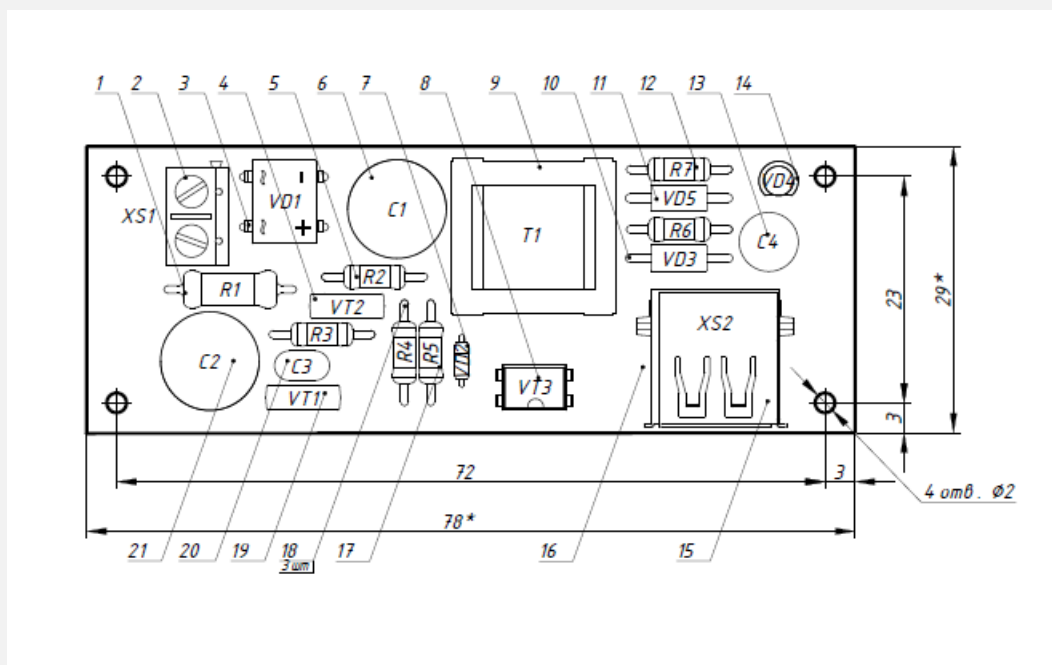 1 2 3 4 5 6 7 8 9 10 11 12 13 14
XS1
VD1
C1
T1
R7
VD5
R6
VD3
VD4
C4
R1
R2
VT2
R3
C2
C3
VT1
R4
R5
VT3
XS2
23
29*
3
72
3
78*
4 отв. Ø2
21 20 19 18 17 16 15
3 шт